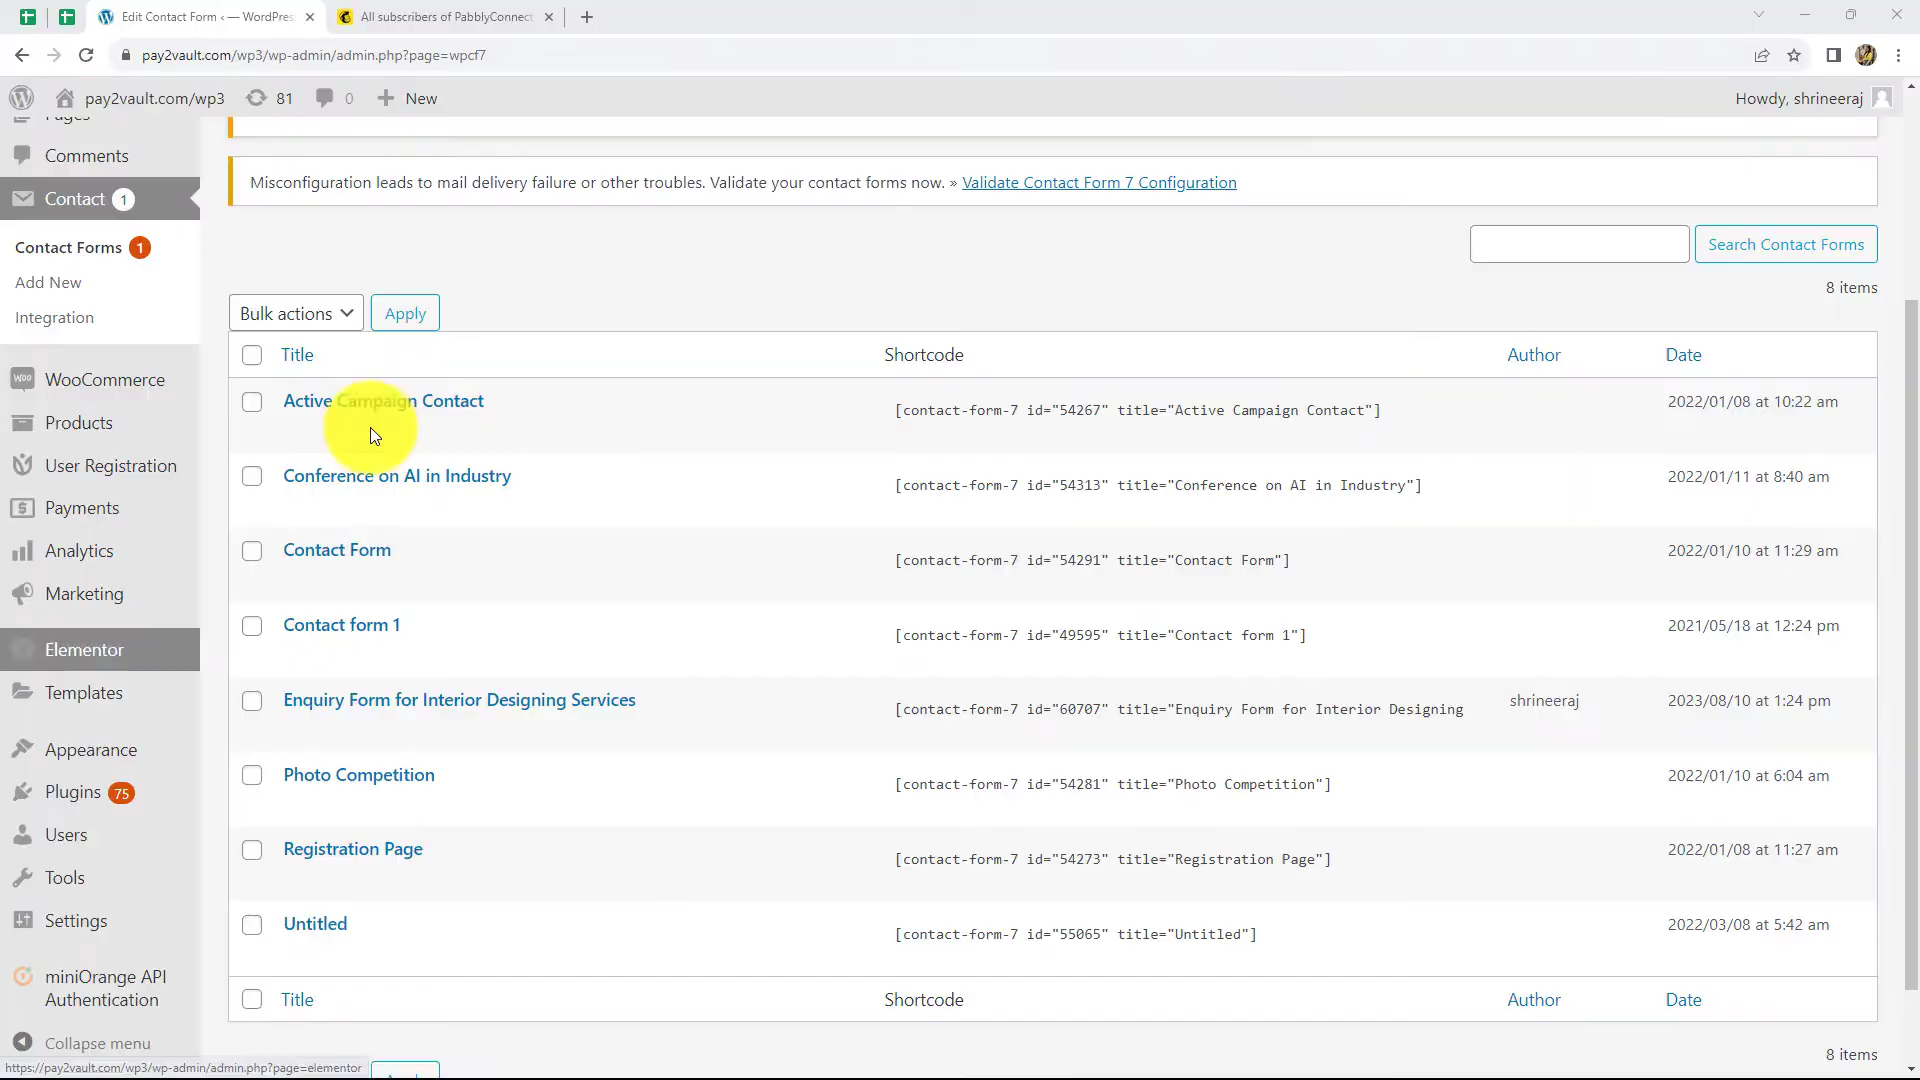 Edit Contact Form ‹ — WordPres
All subscribers of PabblyConnect
pay2vault.com/wp3/wp-admin/admin.php?page=wpcf7
pay2vault.com/wp3
81
0
New
Howdy, shrineeraj
Pages
Comments
Contact 1
Contact Forms 1
Add New
Integration
WooCommerce
Products
User Registration
Payments
Analytics
Marketing
Elementor
Templates
Appearance
Plugins 75
Users
Tools
Settings
miniOrange API
Authentication
Collapse menu
Misconfiguration leads to mail delivery failure or other troubles. Validate your contact forms now. » Validate Contact Form 7 Configuration
Search Contact Forms
8 items
Bulk actions
Apply
Title Shortcode Author Date
Active Campaign Contact [contact-form-7 id="54267" title="Active Campaign Contact"] 2022/01/08 at 10:22 am
Conference on AI in Industry [contact-form-7 id="54313" title="Conference on AI in Industry"] 2022/01/11 at 8:40 am
Contact Form [contact-form-7 id="54291" title="Contact Form"] 2022/01/10 at 11:29 am
Contact form 1 [contact-form-7 id="49595" title="Contact form 1"] 2021/05/18 at 12:24 pm
Enquiry Form for Interior Designing Services [contact-form-7 id="60707" title="Enquiry Form for Interior Designing shrineeraj 2023/08/10 at 1:24 pm
Photo Competition [contact-form-7 id="54281" title="Photo Competition"] 2022/01/10 at 6:04 am
Registration Page [contact-form-7 id="54273" title="Registration Page"] 2022/01/08 at 11:27 am
Untitled [contact-form-7 id="55065" title="Untitled"] 2022/03/08 at 5:42 am
Title Shortcode Author Date
8 items
https://pay2vault.com/wp3/wp-admin/admin.php?page=elementor